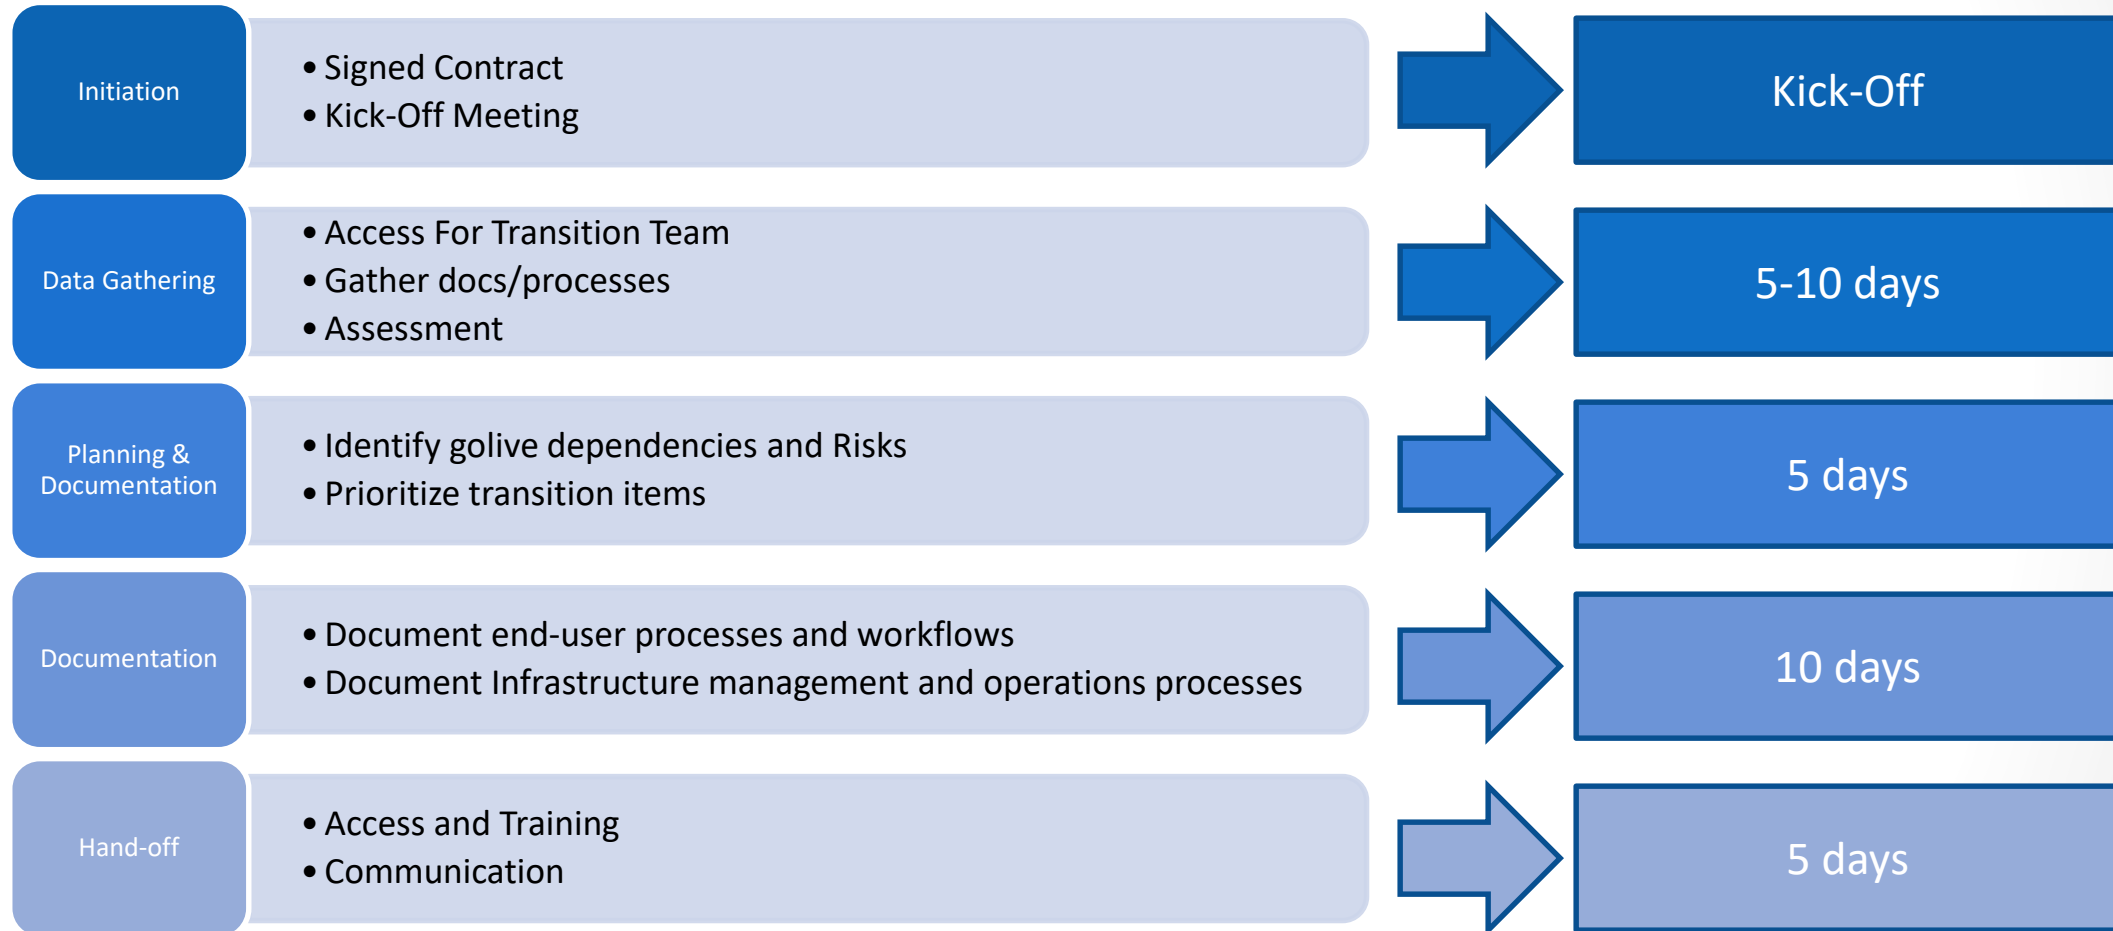 Initiation
• Signed Contract
• Kick-Off Meeting
Kick-Off
Data Gathering
• Access For Transition Team
• Gather docs/processes
• Assessment
5-10 days
Planning &
Documentation
• Identify golive dependencies and Risks
• Prioritize transition items
5 days
Documentation
• Document end-user processes and workflows
• Document Infrastructure management and operations processes
10 days
Hand-off
• Access and Training
• Communication
5 days